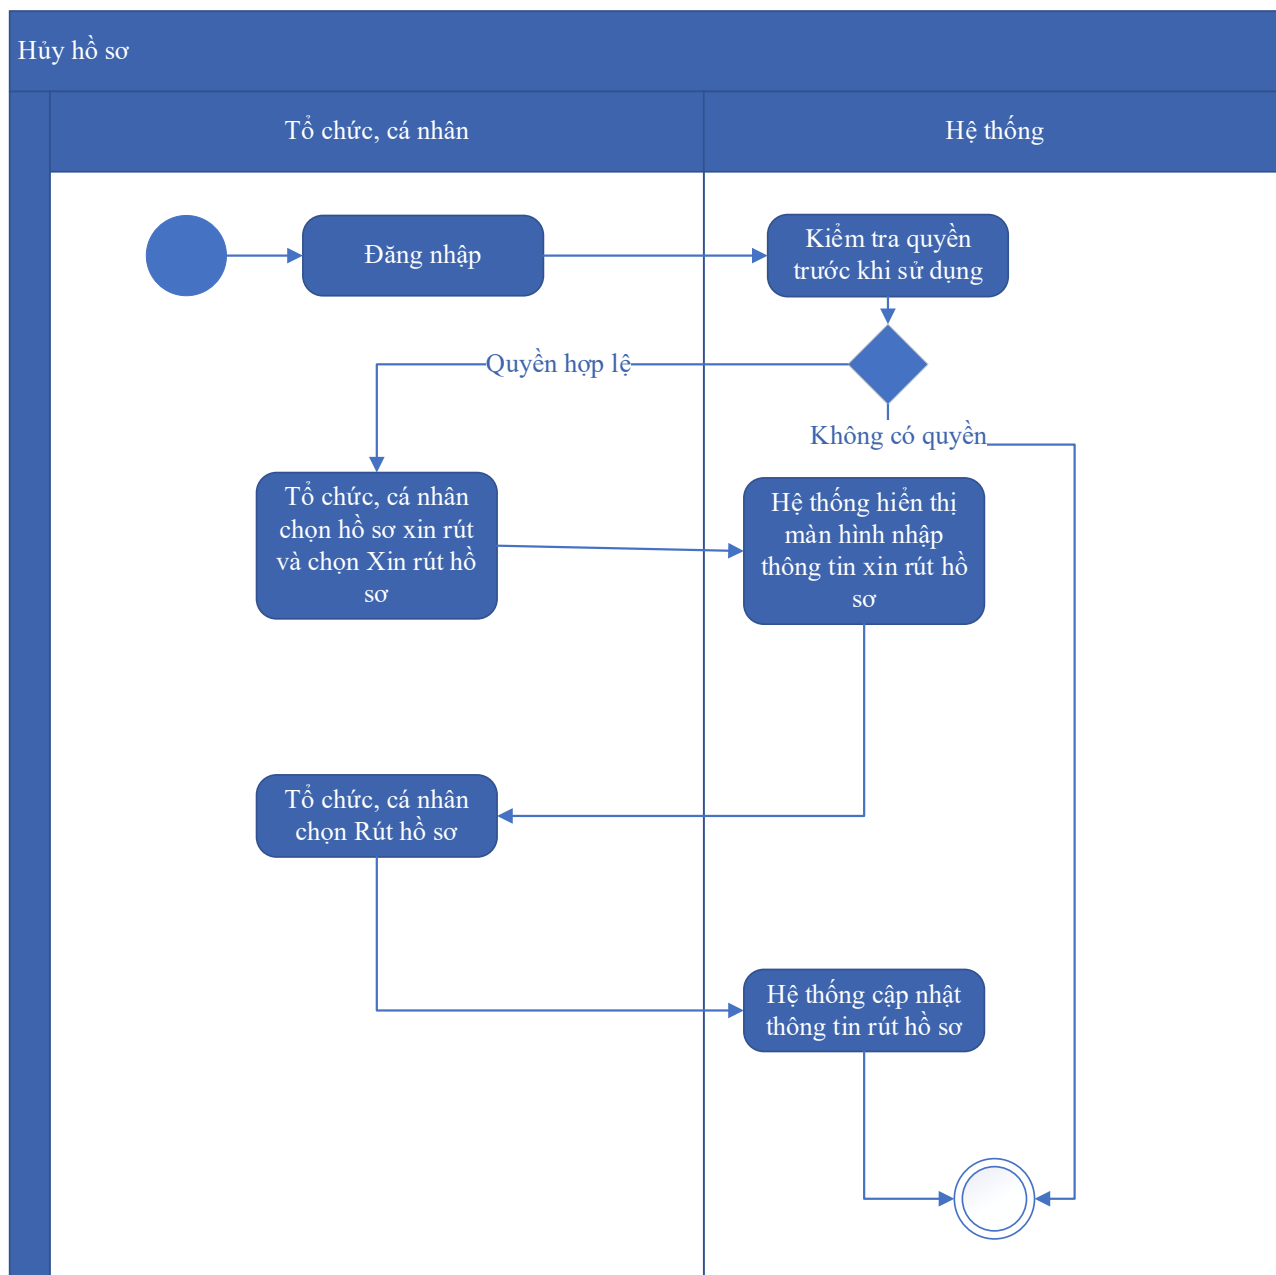 Hủy hồ sơ
Tổ chức, cá nhân
Hệ thống
Đăng nhập
Kiểm tra quyền
trước khi sử dụng
Quyền hợp lệ
Không có quyền
Tổ chức, cá nhân
chọn hồ sơ xin rút
và chọn Xin rút hồ
sơ
Hệ thống hiển thị
màn hình nhập
thông tin xin rút hồ
sơ
Tổ chức, cá nhân
chọn Rút hồ sơ
Hệ thống cập nhật
thông tin rút hồ sơ